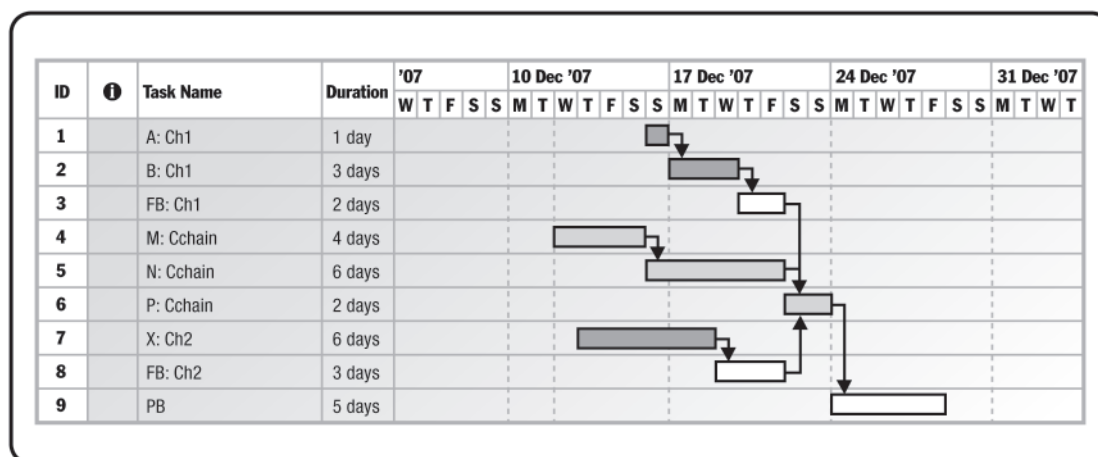 ID i Task Name Duration '07 10 Dec '07 17 Dec '07 24 Dec '07 31 Dec '07
W T F S S M T W T F S S M T W T F S S M T W T F S S M T W T
1 A: Ch1 1 day
2 B: Ch1 3 days
3 FB: Ch1 2 days
4 M: Cchain 4 days
5 N: Cchain 6 days
6 P: Cchain 2 days
7 X: Ch2 6 days
8 FB: Ch2 3 days
9 PB 5 days